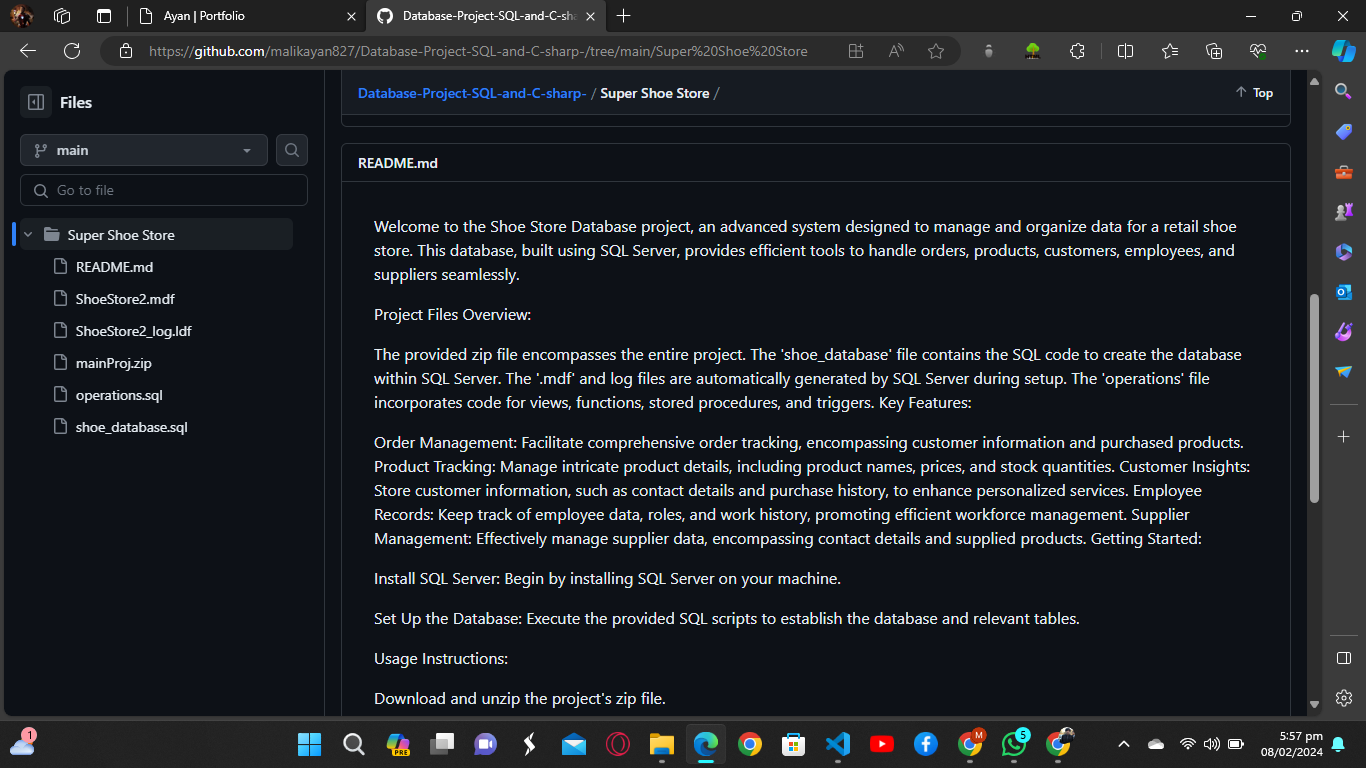 Ayan | Portfolio
Database-Project-SQL-and-C-sha
https://github.com/malikayan827/Database-Project-SQL-and-C-sharp-/tree/main/Super%20Shoe%20Store
Files
main
Go to file
Super Shoe Store
README.md
ShoeStore2.mdf
ShoeStore2_log.ldf
mainProj.zip
operations.sql
shoe_database.sql
Database-Project-SQL-and-C-sharp- / Super Shoe Store /
Top
README.md
Welcome to the Shoe Store Database project, an advanced system designed to manage and organize data for a retail shoe
store. This database, built using SQL Server, provides efficient tools to handle orders, products, customers, employees, and
suppliers seamlessly.
Project Files Overview:
The provided zip file encompasses the entire project. The 'shoe_database' file contains the SQL code to create the database
within SQL Server. The '.mdf' and log files are automatically generated by SQL Server during setup. The 'operations' file
incorporates code for views, functions, stored procedures, and triggers. Key Features:
Order Management: Facilitate comprehensive order tracking, encompassing customer information and purchased products.
Product Tracking: Manage intricate product details, including product names, prices, and stock quantities. Customer Insights:
Store customer information, such as contact details and purchase history, to enhance personalized services. Employee
Records: Keep track of employee data, roles, and work history, promoting efficient workforce management. Supplier
Management: Effectively manage supplier data, encompassing contact details and supplied products. Getting Started:
Install SQL Server: Begin by installing SQL Server on your machine.
Set Up the Database: Execute the provided SQL scripts to establish the database and relevant tables.
Usage Instructions:
Download and unzip the project's zip file.
1
PRE
M
5
5:57 pm
08/02/2024